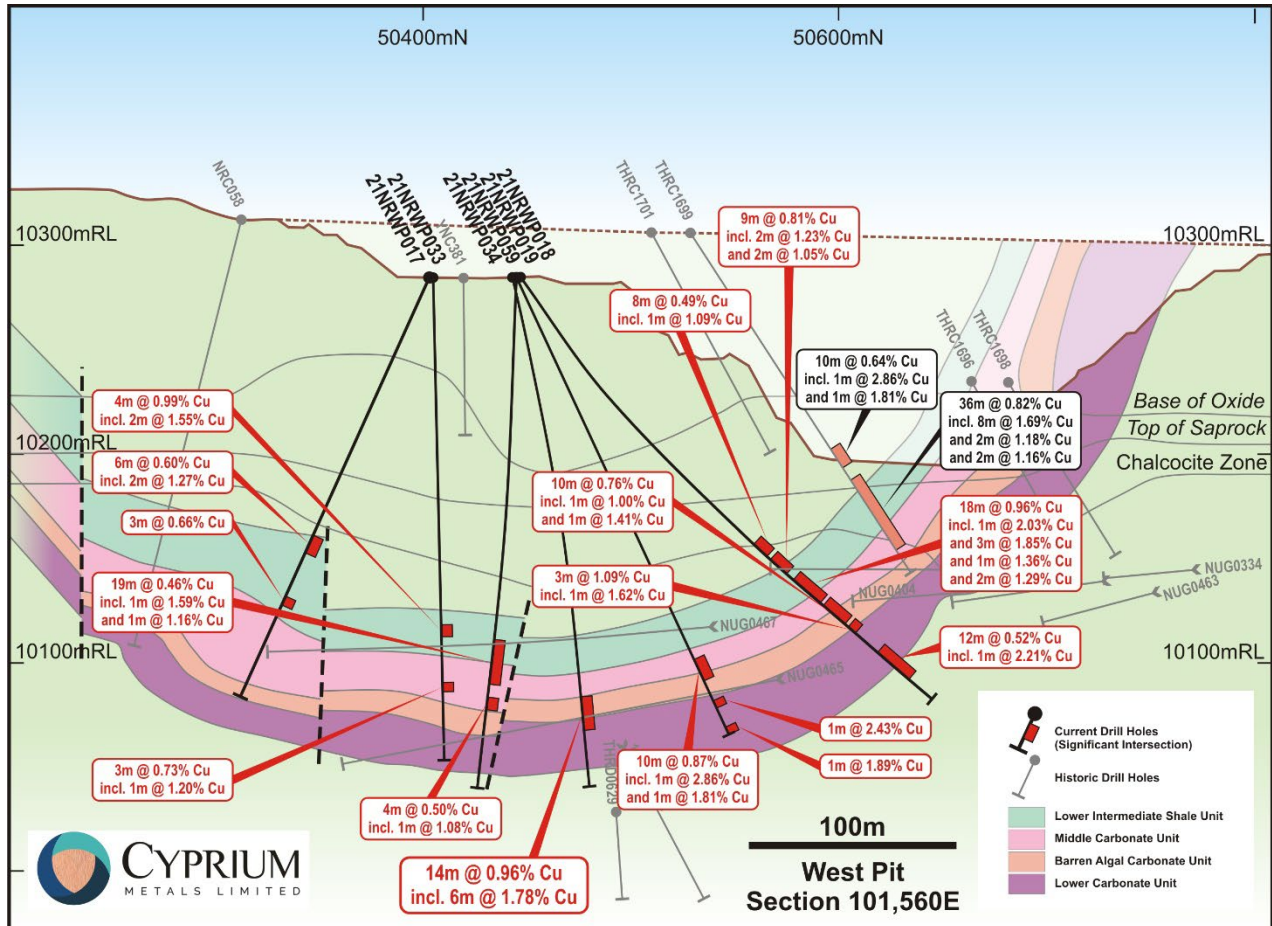 50400mN
50600mN
NRC058
21NRWP017
21NRWP033
YNC381
21NRWP034
21NRWP059
21NRWP019
21NRWP018
THRC1701
THRC1699
10300mRL
10300mRL
9m @ 0.81% Cu
incl. 2m @ 1.23% Cu
and 2m @ 1.05% Cu
8m @ 0.49% Cu
incl. 1m @ 1.09% Cu
THRC1696
THRC1698
10m @ 0.64% Cu
incl. 1m @ 2.86% Cu
and 1m @ 1.81% Cu
36m @ 0.82% Cu
incl. 8m @ 1.69% Cu
and 2m @ 1.18% Cu
and 2m @ 1.16% Cu
Base of Oxide
Top of Saprock
Chalcocite Zone
4m @ 0.99% Cu
incl. 2m @ 1.55% Cu
10200mRL
6m @ 0.60% Cu
incl. 2m @ 1.27% Cu
3m @ 0.66% Cu
10m @ 0.76% Cu
incl. 1m @ 1.00% Cu
and 1m @ 1.41% Cu
18m @ 0.96% Cu
incl. 1m @ 2.03% Cu
and 3m @ 1.85% Cu
and 1m @ 1.36% Cu
and 2m @ 1.29% Cu
19m @ 0.46% Cu
incl. 1m @ 1.59% Cu
and 1m @ 1.16% Cu
3m @ 1.09% Cu
incl. 1m @ 1.62% Cu
NUG0334
NUG0404
NUG0463
NUG0467
12m @ 0.52% Cu
incl. 1m @ 2.21% Cu
10100mRL
10100mRL
NUG0465
1m @ 2.43% Cu
1m @ 1.89% Cu
3m @ 0.73% Cu
incl. 1m @ 1.20% Cu
10m @ 0.87% Cu
incl. 1m @ 2.86% Cu
and 1m @ 1.81% Cu
THRD0629
4m @ 0.50% Cu
incl. 1m @ 1.08% Cu
14m @ 0.96% Cu
incl. 6m @ 1.78% Cu
CYPRIUM
METALS LIMITED
100m
West Pit
Section 101,560E
Current Drill Holes
(Significant Intersection)
Historic Drill Holes
Lower Intermediate Shale Unit
Middle Carbonate Unit
Barren Algal Carbonate Unit
Lower Carbonate Unit